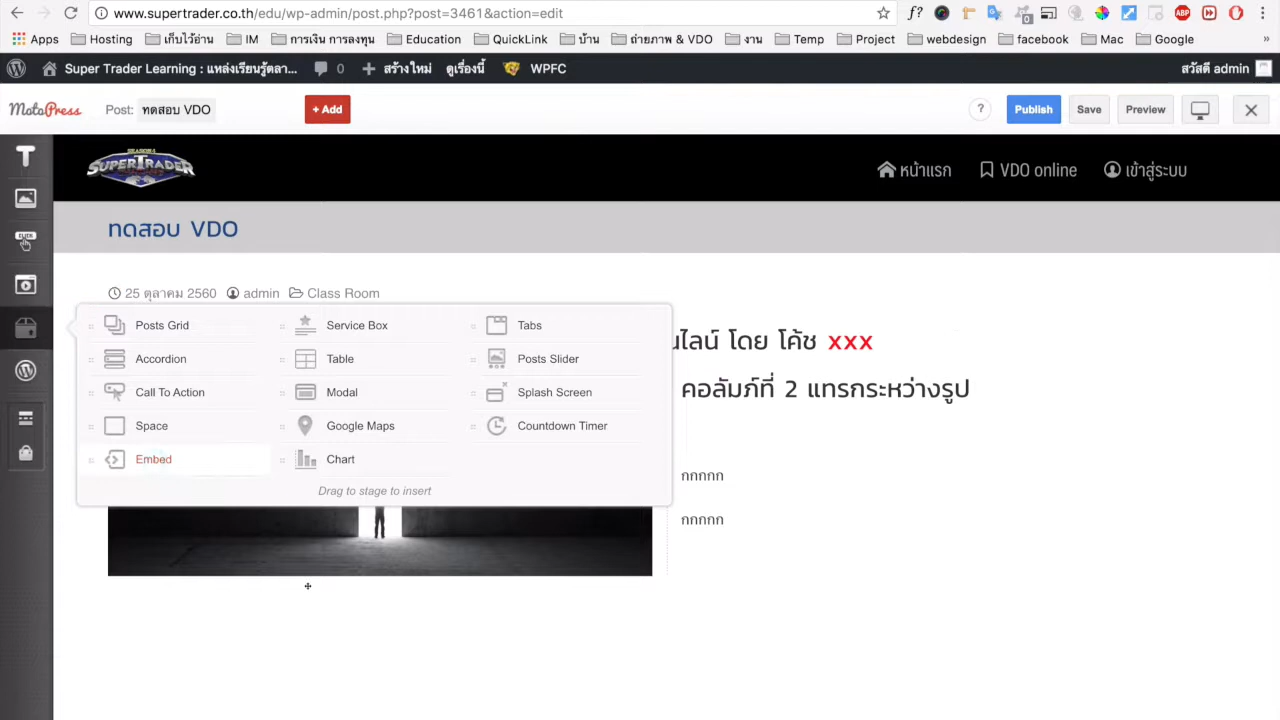 www.supertrader.co.th/edu/wp-admin/post.php?post=3461&action=edit
Apps Hosting เก็บไว้อ่าน IM การเงิน การลงทุน Education QuickLink บ้าน ถ่ายภาพ & VDO งาน Temp Project webdesign facebook Mac Google »
Super Trader Learning : แหล่งเรียนรู้ตลา... 0 สร้างใหม่ ดูเรื่องนี้ WPFC สวัสดี admin
MotoPress Post: ทดสอบ VDO + Add ? Publish Save Preview
SUPERTRADER หน้าแรก VDO online เข้าสู่ระบบ
ทดสอบ VDO
25 ตุลาคม 2560 admin Class Room
Posts Grid Service Box Tabs
Accordion Table Posts Slider
Call To Action Modal Splash Screen
Space Google Maps Countdown Timer
Embed Chart
Drag to stage to insert
นไลน์ โดย โค้ช xxx
คอลัมภ์ที่ 2 แทรกระหว่างรูป
กกกกก
กกกกก